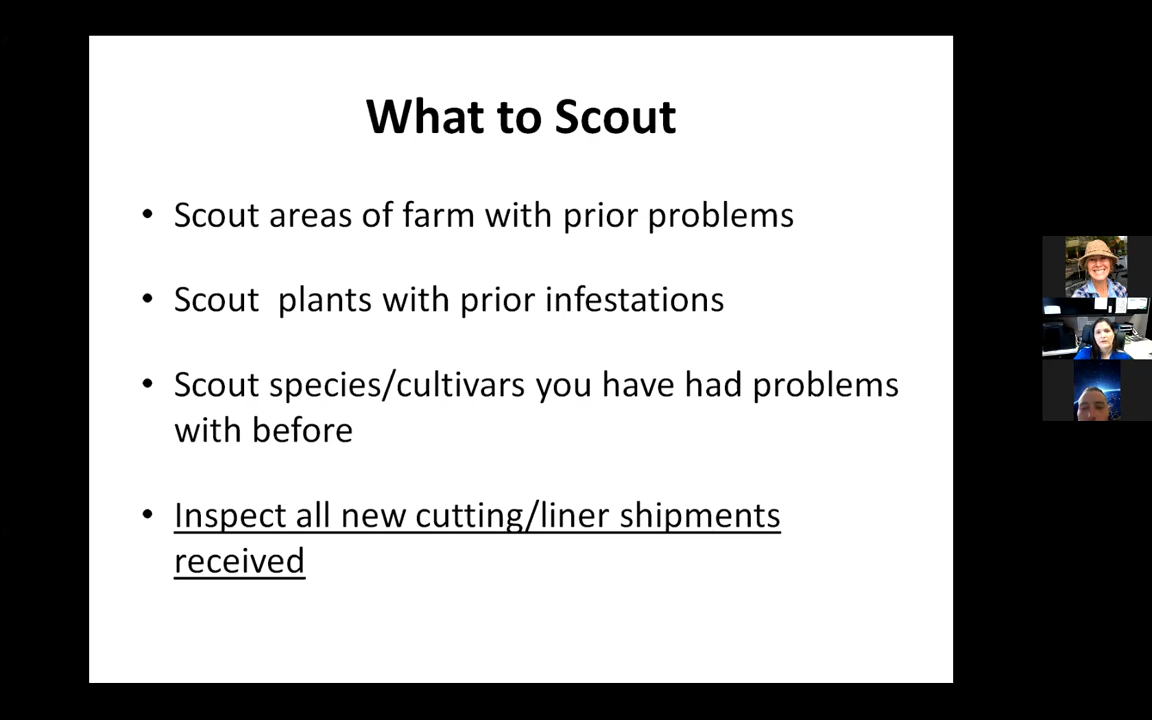 What to Scout
• Scout areas of farm with prior problems
• Scout  plants with prior infestations
• Scout species/cultivars you have had problems
with before
• Inspect all new cutting/liner shipments
received